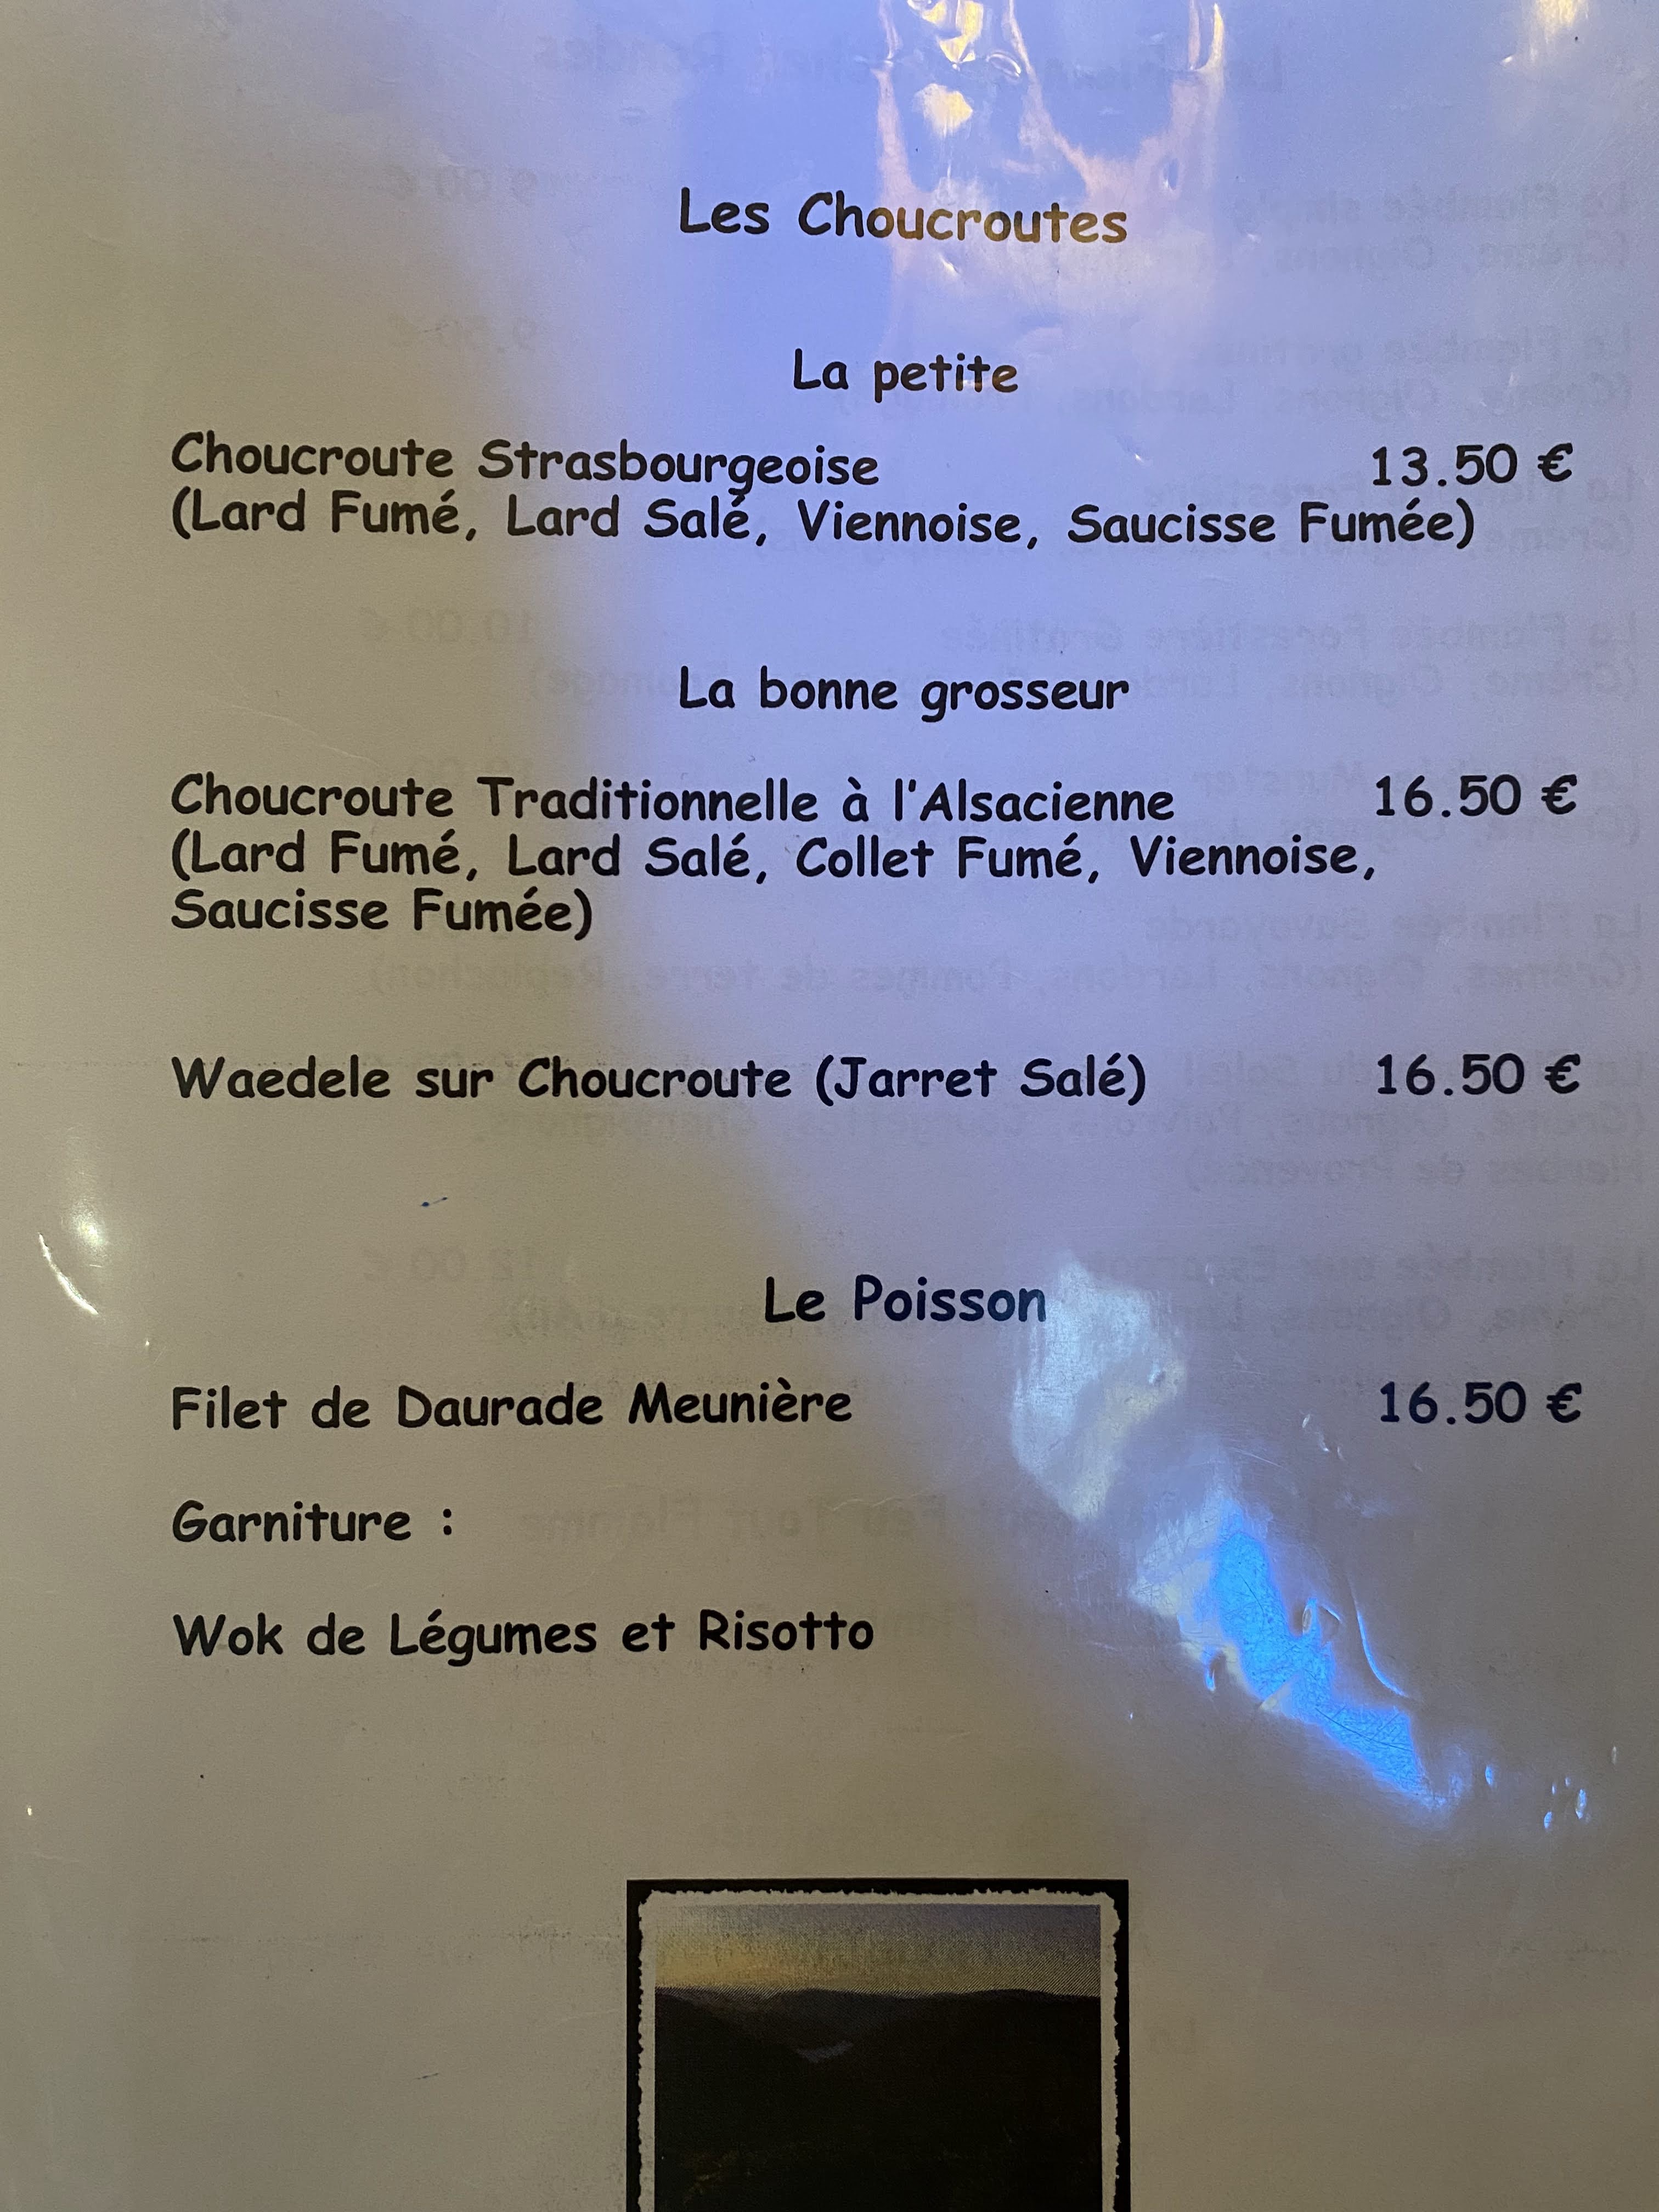 Les Choucroutes
La petite
Choucroute Strasbourgeoise 13.50 €
(Lard Fumé, Lard Salé, Viennoise, Saucisse Fumée)
La bonne grosseur
Choucroute Traditionnelle à l'Alsacienne 16.50 €
(Lard Fumé, Lard Salé, Collet Fumé, Viennoise,
Saucisse Fumée)
Waedele sur Choucroute (Jarret Salé) 16.50 €
Le Poisson
Filet de Daurade Meunière 16.50 €
Garniture :
Wok de Légumes et Risotto